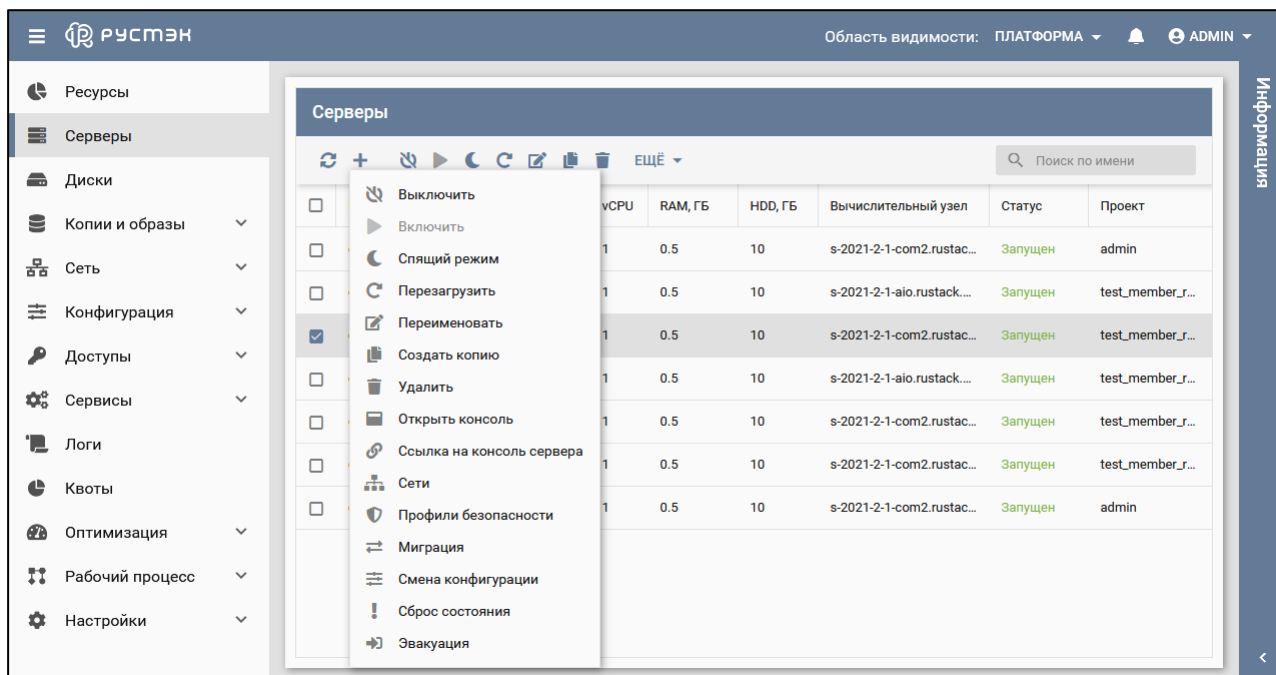 РУСТЭК
Область видимости: ПЛАТФОРМА
ADMIN
Информация
Ресурсы
Серверы
Диски
Копии и образы
Сеть
Конфигурация
Доступы
Сервисы
Логи
Квоты
Оптимизация
Рабочий процесс
Настройки
Серверы
ЕЩЁ
Поиск по имени
vCPU RAM, ГБ HDD, ГБ Вычислительный узел Статус Проект
1 0.5 10 s-2021-2-1-com2.rustac... Запущен admin
1 0.5 10 s-2021-2-1-aio.rustack.... Запущен test_member_r...
1 0.5 10 s-2021-2-1-com2.rustac... Запущен test_member_r...
1 0.5 10 s-2021-2-1-aio.rustack.... Запущен test_member_r...
1 0.5 10 s-2021-2-1-com2.rustac... Запущен test_member_r...
1 0.5 10 s-2021-2-1-com2.rustac... Запущен test_member_r...
1 0.5 10 s-2021-2-1-com2.rustac... Запущен admin
Выключить
Включить
Спящий режим
Перезагрузить
Переименовать
Создать копию
Удалить
Открыть консоль
Ссылка на консоль сервера
Сети
Профили безопасности
Миграция
Смена конфигурации
Сброс состояния
Эвакуация